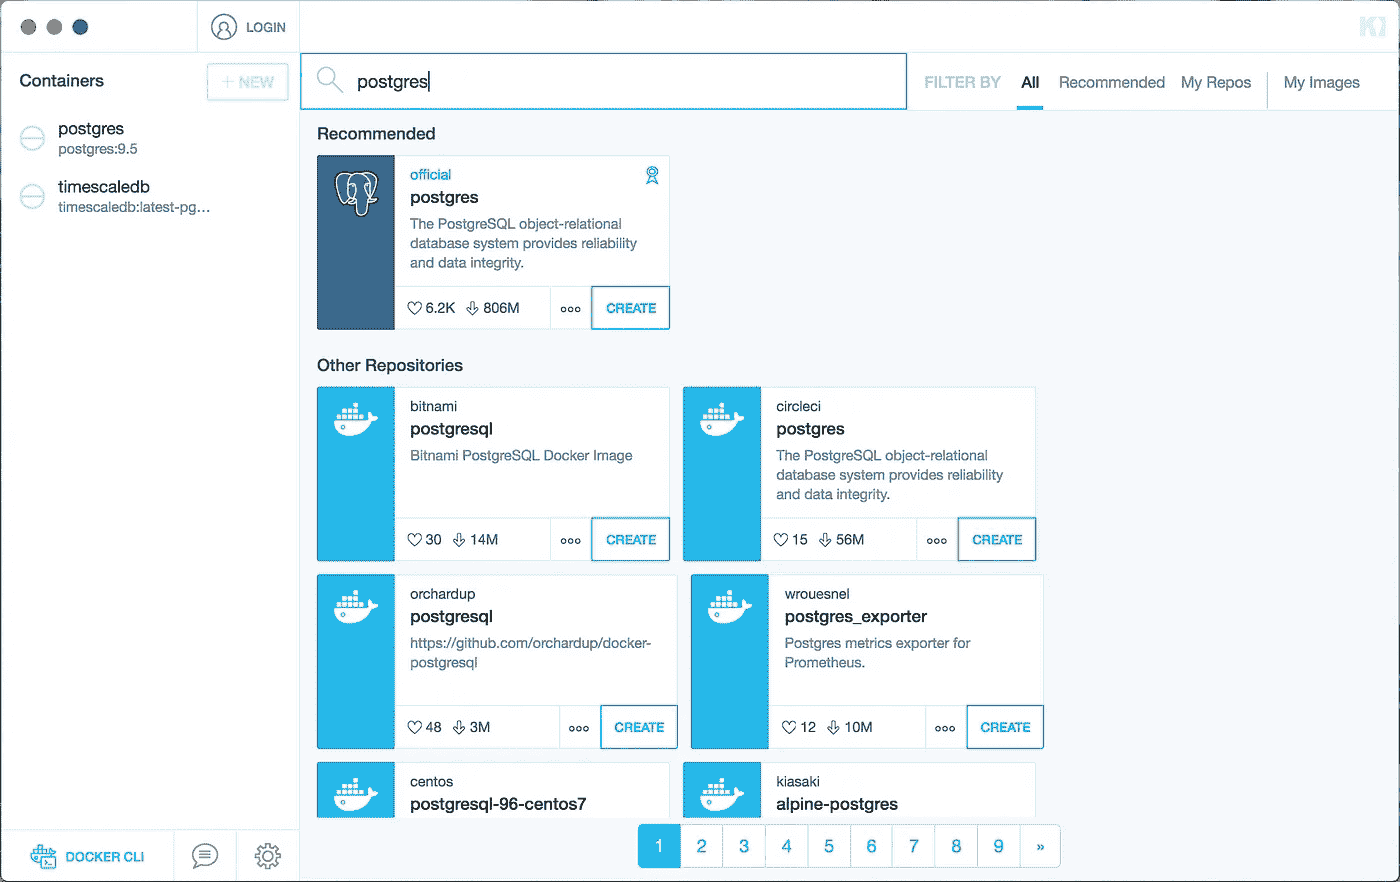 LOGIN
Containers
+ NEW
postgres
postgres:9.5
timescaledb
timescaledb:latest-pg...
postgres
FILTER BY All Recommended My Repos My Images
Recommended
official
postgres
The PostgreSQL object-relational
database system provides reliability
and data integrity.
6.2K 806M
CREATE
Other Repositories
bitnami
postgresql
Bitnami PostgreSQL Docker Image
30 14M
CREATE
circleci
postgres
The PostgreSQL object-relational
database system provides reliability
and data integrity.
15 56M
CREATE
orchardup
postgresql
https://github.com/orchardup/docker-
postgresql
48 3M
CREATE
wrouesnel
postgres_exporter
Postgres metrics exporter for
Prometheus.
12 10M
CREATE
centos
postgresql-96-centos7
kiasaki
alpine-postgres
1 2 3 4 5 6 7 8 9 »
DOCKER CLI